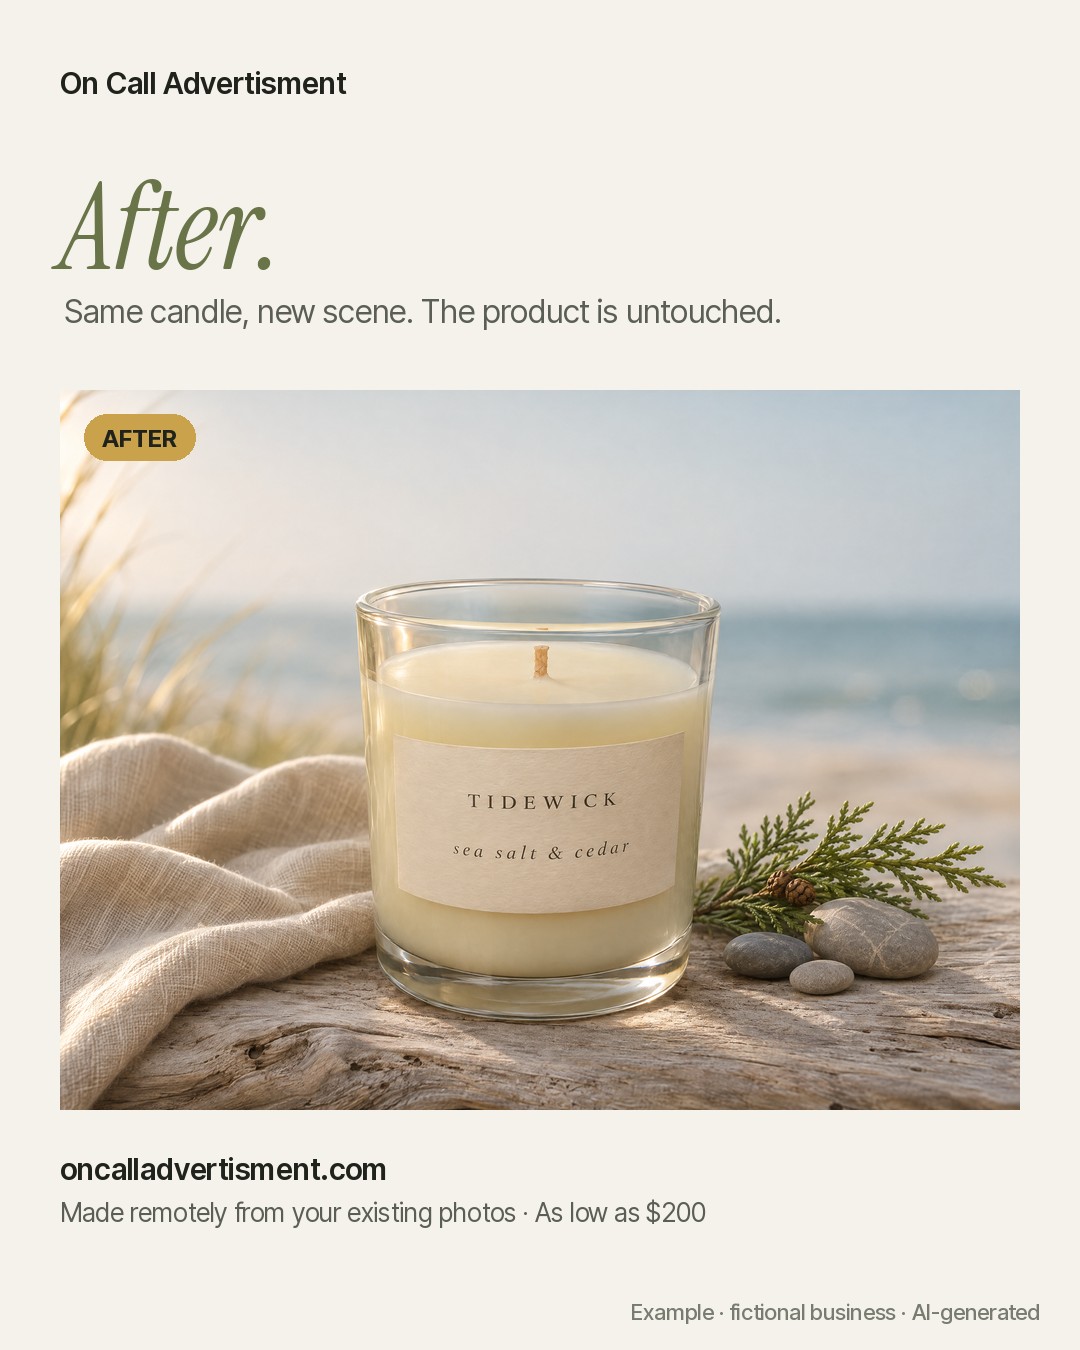 On Call Advertisment
After.
Same candle, new scene. The product is untouched.
AFTER
TIDEWICK
sea salt & cedar
oncalladvertisment.com
Made remotely from your existing photos · As low as $200
Example · fictional business · AI-generated